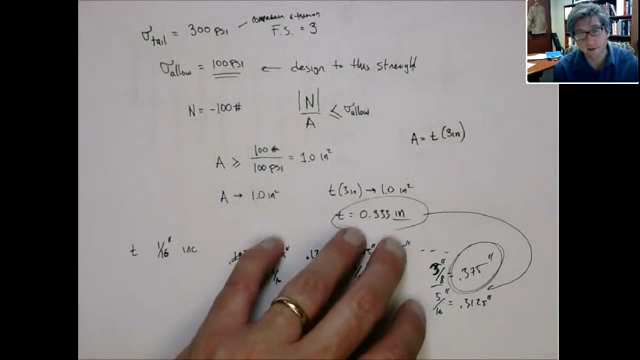 σfail = 300 psi
compression & tension
F.S. = 3
σallow = 100 psi ← design to this strength
N = -100 #
|N| / A ≤ σallow
A = t (3in)
A ≥ 100# / 100 psi = 1.0 in²
A → 1.0 in²
t(3in) → 1.0 in²
t = 0.333 in
t 1/16" inc
3/8" = .375"
5/16" = .3125"